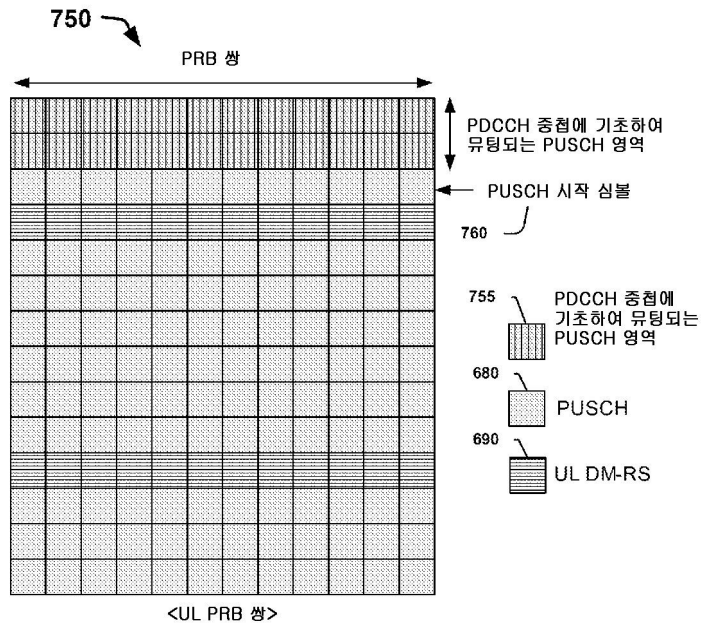 750
PRB 쌍
PDCCH 중첩에 기초하여
뮤팅되는 PUSCH 영역
PUSCH 시작 심볼
760
755
PDCCH 중첩에
기초하여 뮤팅되는
PUSCH 영역
680
PUSCH
690
UL DM-RS
<UL PRB 쌍>